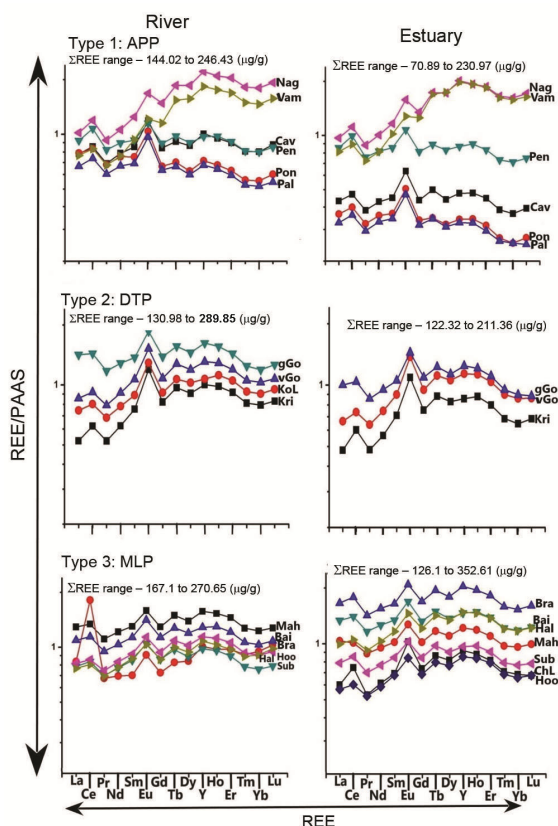 River
Estuary
Type 1: APP
ΣREE range – 144.02 to 246.43 (µg/g)
ΣREE range – 70.89 to 230.97 (µg/g)
Nag
Vam
Cav
Pen
Pon
Pal
1
Nag
Vam
Pen
Cav
Pon
Pal
1
REE/PAAS
Type 2: DTP
ΣREE range – 130.98 to 289.85 (µg/g)
ΣREE range – 122.32 to 211.36 (µg/g)
gGo
vGo
KoL
Kri
1
gGo
vGo
Kri
1
Type 3: MLP
ΣREE range – 167.1 to 270.65 (µg/g)
ΣREE range – 126.1 to 352.61 (µg/g)
Mah
Bai
Bra
Hal Hoo
Sub
1
Bra
Bai
Hal
Mah
Sub
ChL
Hoo
1
La Pr Sm Gd Dy Ho Tm Lu
Ce Nd Eu Tb Y Er Yb
La Pr Sm Gd Dy Ho Tm Lu
Ce Nd Eu Tb Y Er Yb
REE